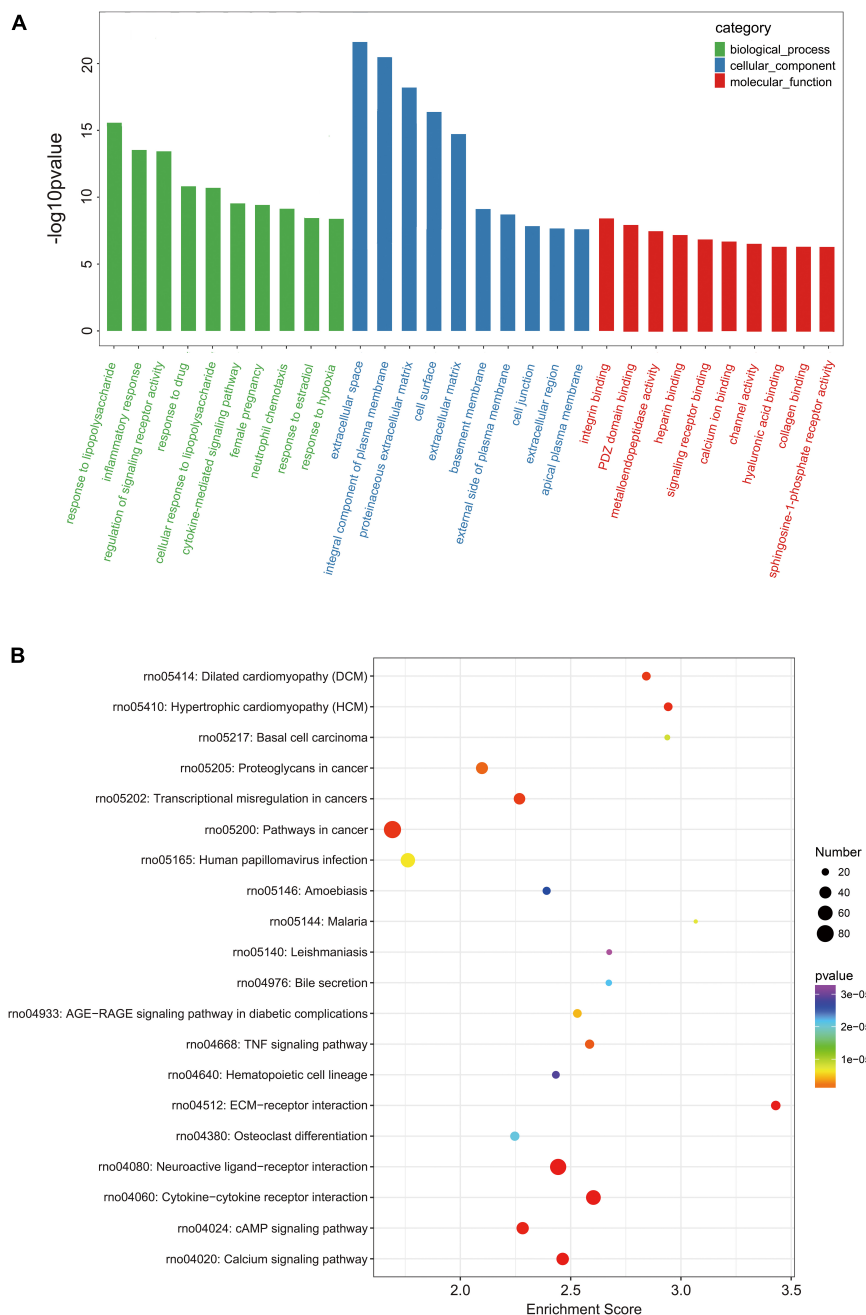 A
category
biological_process
cellular_component
molecular_function
-log10pvalue
20
15
10
5
0
response to lipopolysaccharide
inflammatory response
regulation of signaling receptor activity
response to drug
cellular response to lipopolysaccharide
cytokine-mediated signaling pathway
female pregnancy
neutrophil chemotaxis
response to estradiol
response to hypoxia
extracellular space
integral component of plasma membrane
proteinaceous extracellular matrix
cell surface
extracellular matrix
basement membrane
external side of plasma membrane
cell junction
extracellular region
apical plasma membrane
integrin binding
PDZ domain binding
metalloendopeptidase activity
heparin binding
signaling receptor binding
calcium ion binding
channel activity
hyaluronic acid binding
collagen binding
sphingosine-1-phosphate receptor activity
B
rno05414: Dilated cardiomyopathy (DCM)
rno05410: Hypertrophic cardiomyopathy (HCM)
rno05217: Basal cell carcinoma
rno05205: Proteoglycans in cancer
rno05202: Transcriptional misregulation in cancers
rno05200: Pathways in cancer
rno05165: Human papillomavirus infection
rno05146: Amoebiasis
rno05144: Malaria
rno05140: Leishmaniasis
rno04976: Bile secretion
rno04933: AGE−RAGE signaling pathway in diabetic complications
rno04668: TNF signaling pathway
rno04640: Hematopoietic cell lineage
rno04512: ECM−receptor interaction
rno04380: Osteoclast differentiation
rno04080: Neuroactive ligand−receptor interaction
rno04060: Cytokine−cytokine receptor interaction
rno04024: cAMP signaling pathway
rno04020: Calcium signaling pathway
2.0 2.5 3.0 3.5
Enrichment Score
Number
20
40
60
80
pvalue
3e−05
2e−05
1e−05